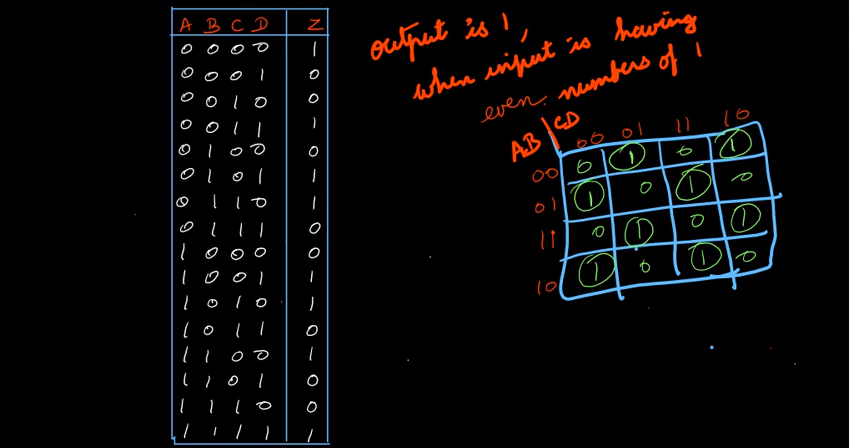 A B C D Z
0 0 0 0 1
0 0 0 1 0
0 0 1 0 0
0 0 1 1 1
0 1 0 0 0
0 1 0 1 1
0 1 1 0 1
0 1 1 1 0
1 0 0 0 0
1 0 0 1 1
1 0 1 0 1
1 0 1 1 0
1 1 0 0 1
1 1 0 1 0
1 1 1 0 0
1 1 1 1 1
output is 1,
when input is having
even numbers of 1
AB CD
00 01 11 10
00 0 1 0 1
01 1 0 1 0
11 0 1 0 1
10 1 0 1 0